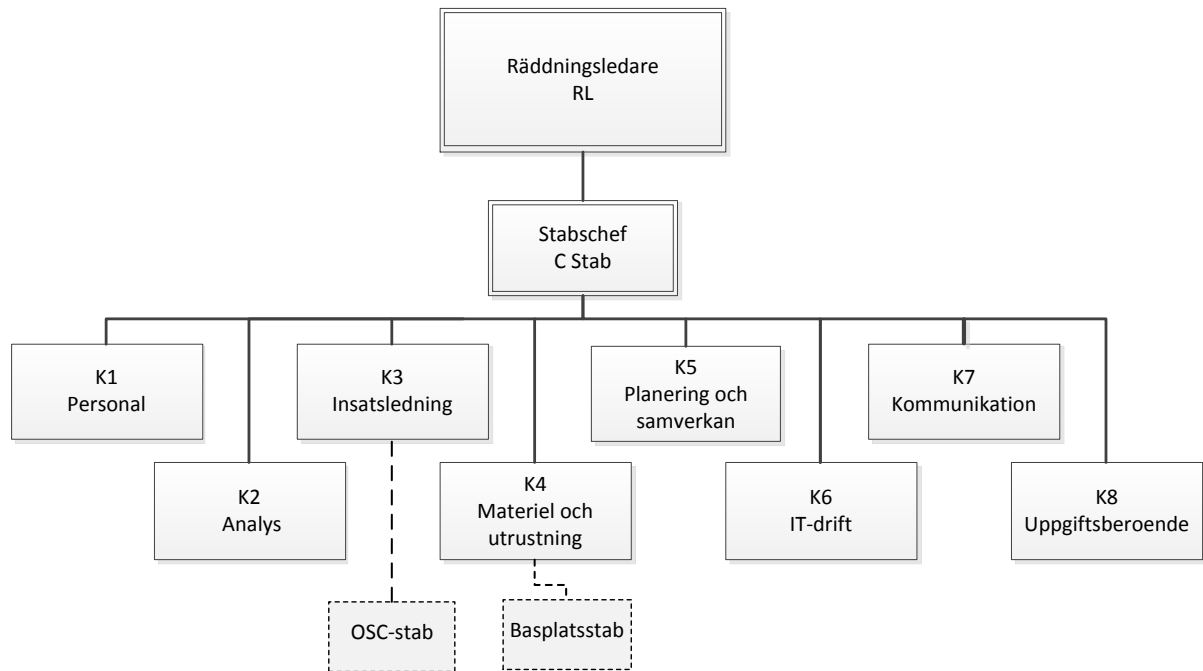 Räddningsledare
RL
Stabschef
C Stab
K1
Personal
K3
Insatsledning
K5
Planering och
samverkan
K7
Kommunikation
K2
Analys
K4
Materiel och
utrustning
K6
IT-drift
K8
Uppgiftsberoende
OSC-stab
Basplatsstab